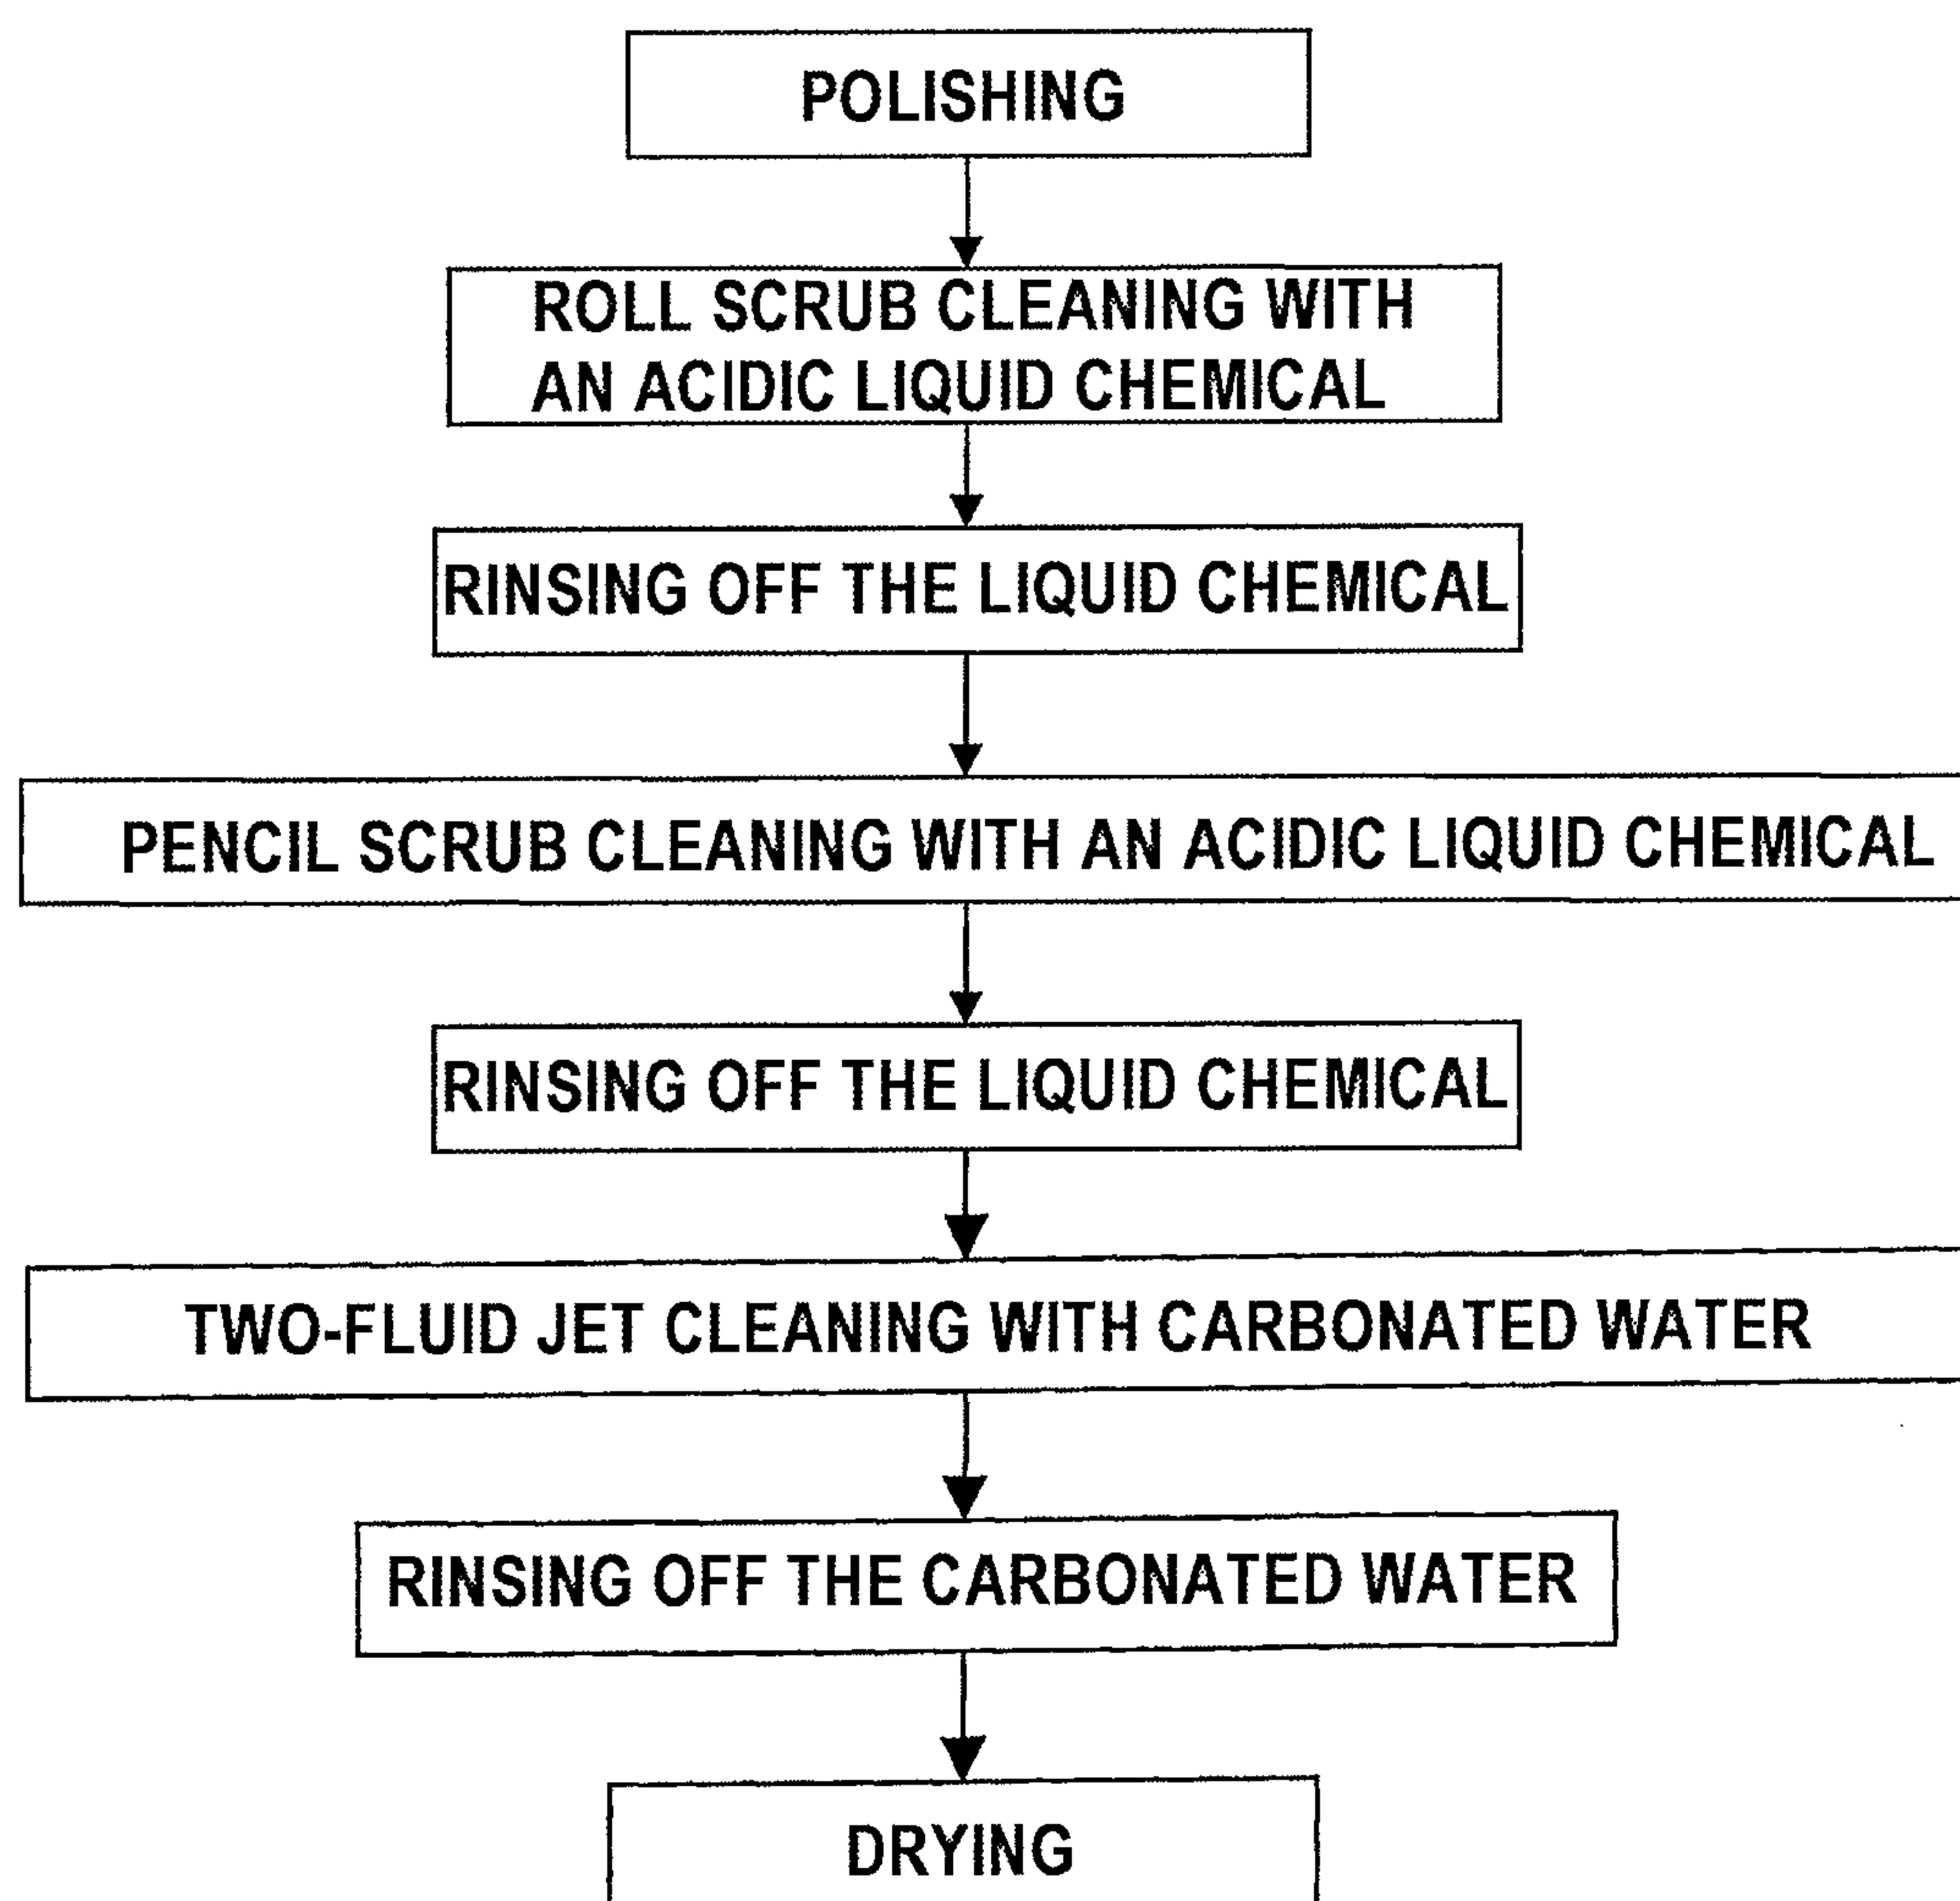 POLISHING
ROLL SCRUB CLEANING WITH
AN ACIDIC LIQUID CHEMICAL
RINSING OFF THE LIQUID CHEMICAL
PENCIL SCRUB CLEANING WITH AN ACIDIC LIQUID CHEMICAL
RINSING OFF THE LIQUID CHEMICAL
TWO-FLUID JET CLEANING WITH CARBONATED WATER
RINSING OFF THE CARBONATED WATER
DRYING